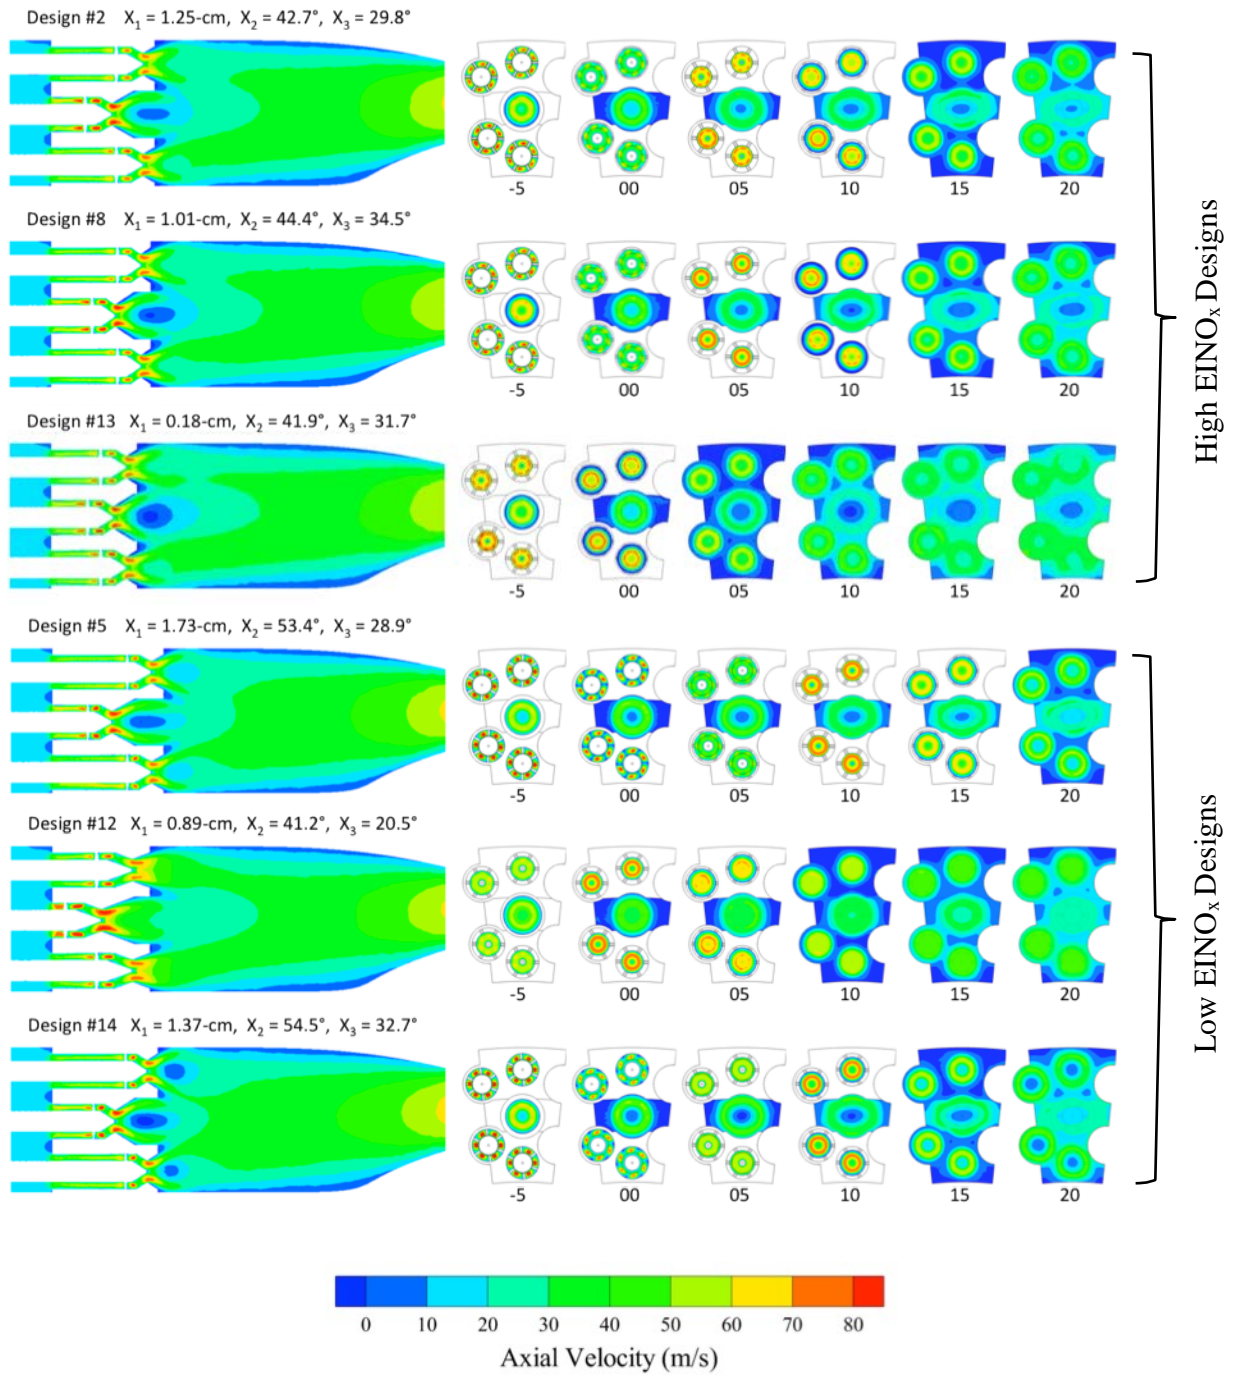 Design #2 X₁ = 1.25-cm, X₂ = 42.7°, X₃ = 29.8°
-5 00 05 10 15 20
Design #8 X₁ = 1.01-cm, X₂ = 44.4°, X₃ = 34.5°
-5 00 05 10 15 20
Design #13 X₁ = 0.18-cm, X₂ = 41.9°, X₃ = 31.7°
-5 00 05 10 15 20
High EINOₓ Designs
Design #5 X₁ = 1.73-cm, X₂ = 53.4°, X₃ = 28.9°
-5 00 05 10 15 20
Design #12 X₁ = 0.89-cm, X₂ = 41.2°, X₃ = 20.5°
-5 00 05 10 15 20
Design #14 X₁ = 1.37-cm, X₂ = 54.5°, X₃ = 32.7°
-5 00 05 10 15 20
Low EINOₓ Designs
0 10 20 30 40 50 60 70 80
Axial Velocity (m/s)